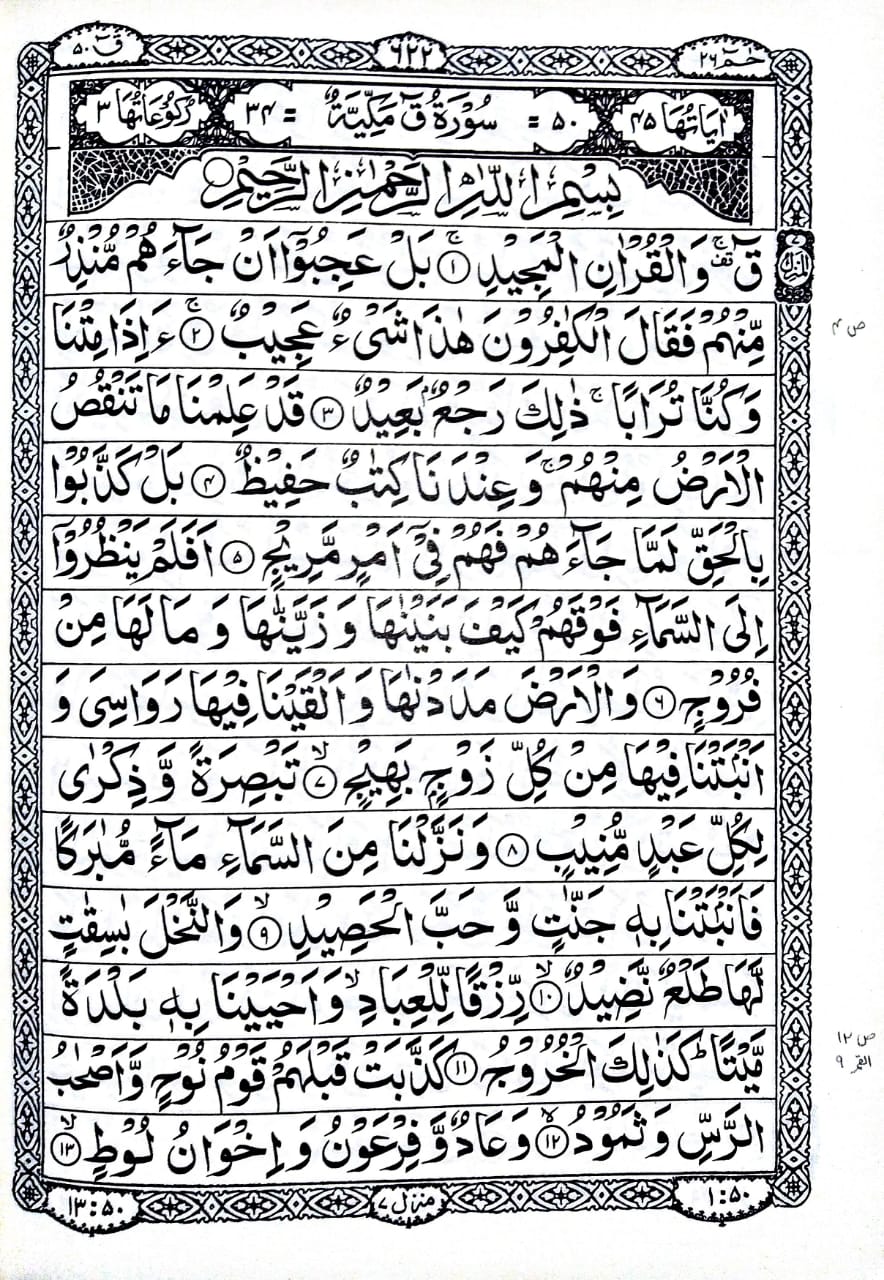 حٰمٓ ٢٦
٦٢٢
قٓ ٥٠
اٰيَاتُهَا ٤٥
٥٠ = سُوْرَةُ قٓ مَكِّيَّةٌ = ٣٤
رُكُوْعَاتُهَا ٣
بِسْمِ اللّٰهِ الرَّحْمٰنِ الرَّحِيْمِ
قٓ ۚ وَالْقُرْاٰنِ الْمَجِيْدِ ۚ ﴿١﴾ بَلْ عَجِبُوْۤا اَنْ جَآءَهُمْ مُّنْذِرٌ
مِّنْهُمْ فَقَالَ الْكٰفِرُوْنَ هٰذَا شَيْءٌ عَجِيْبٌ ۚ ﴿٢﴾ ءَاِذَا مِتْنَا
وَكُنَّا تُرَابًا ۚ ذٰلِكَ رَجْعٌۢ بَعِيْدٌ ﴿٣﴾ قَدْ عَلِمْنَا مَا تَنْقُصُ
الْاَرْضُ مِنْهُمْ ۚ وَعِنْدَنَا كِتٰبٌ حَفِيْظٌ ﴿٤﴾ بَلْ كَذَّبُوْا
بِالْحَقِّ لَمَّا جَآءَهُمْ فَهُمْ فِيْۤ اَمْرٍ مَّرِيْجٍ ﴿٥﴾ اَفَلَمْ يَنْظُرُوْۤا
اِلَى السَّمَآءِ فَوْقَهُمْ كَيْفَ بَنَيْنٰهَا وَزَيَّنّٰهَا وَمَا لَهَا مِنْ
فُرُوْجٍ ﴿٦﴾ وَالْاَرْضَ مَدَدْنٰهَا وَاَلْقَيْنَا فِيْهَا رَوَاسِيَ وَ
اَنْۢبَتْنَا فِيْهَا مِنْ كُلِّ زَوْجٍۭ بَهِيْجٍ ۙ ﴿٧﴾ تَبْصِرَةً وَّذِكْرٰى
لِكُلِّ عَبْدٍ مُّنِيْبٍ ﴿٨﴾ وَنَزَّلْنَا مِنَ السَّمَآءِ مَآءً مُّبٰرَكًا
فَاَنْۢبَتْنَا بِهٖ جَنّٰتٍ وَّحَبَّ الْحَصِيْدِ ۙ ﴿٩﴾ وَالنَّخْلَ بٰسِقٰتٍ
لَّهَا طَلْعٌ نَّضِيْدٌ ۙ ﴿١٠﴾ رِّزْقًا لِّلْعِبَادِ ۙ وَاَحْيَيْنَا بِهٖ بَلْدَةً
مَّيْتًا ؕ كَذٰلِكَ الْخُرُوْجُ ﴿١١﴾ كَذَّبَتْ قَبْلَهُمْ قَوْمُ نُوْحٍ وَّاَصْحٰبُ
الرَّسِّ وَثَمُوْدُ ۙ ﴿١٢﴾ وَعَادٌ وَّفِرْعَوْنُ وَاِخْوَانُ لُوْطٍ ۙ ﴿١٣﴾
ص ٤
ص ١٢
القمر ٩
١:٥٠
منزل ٧
١٣:٥٠